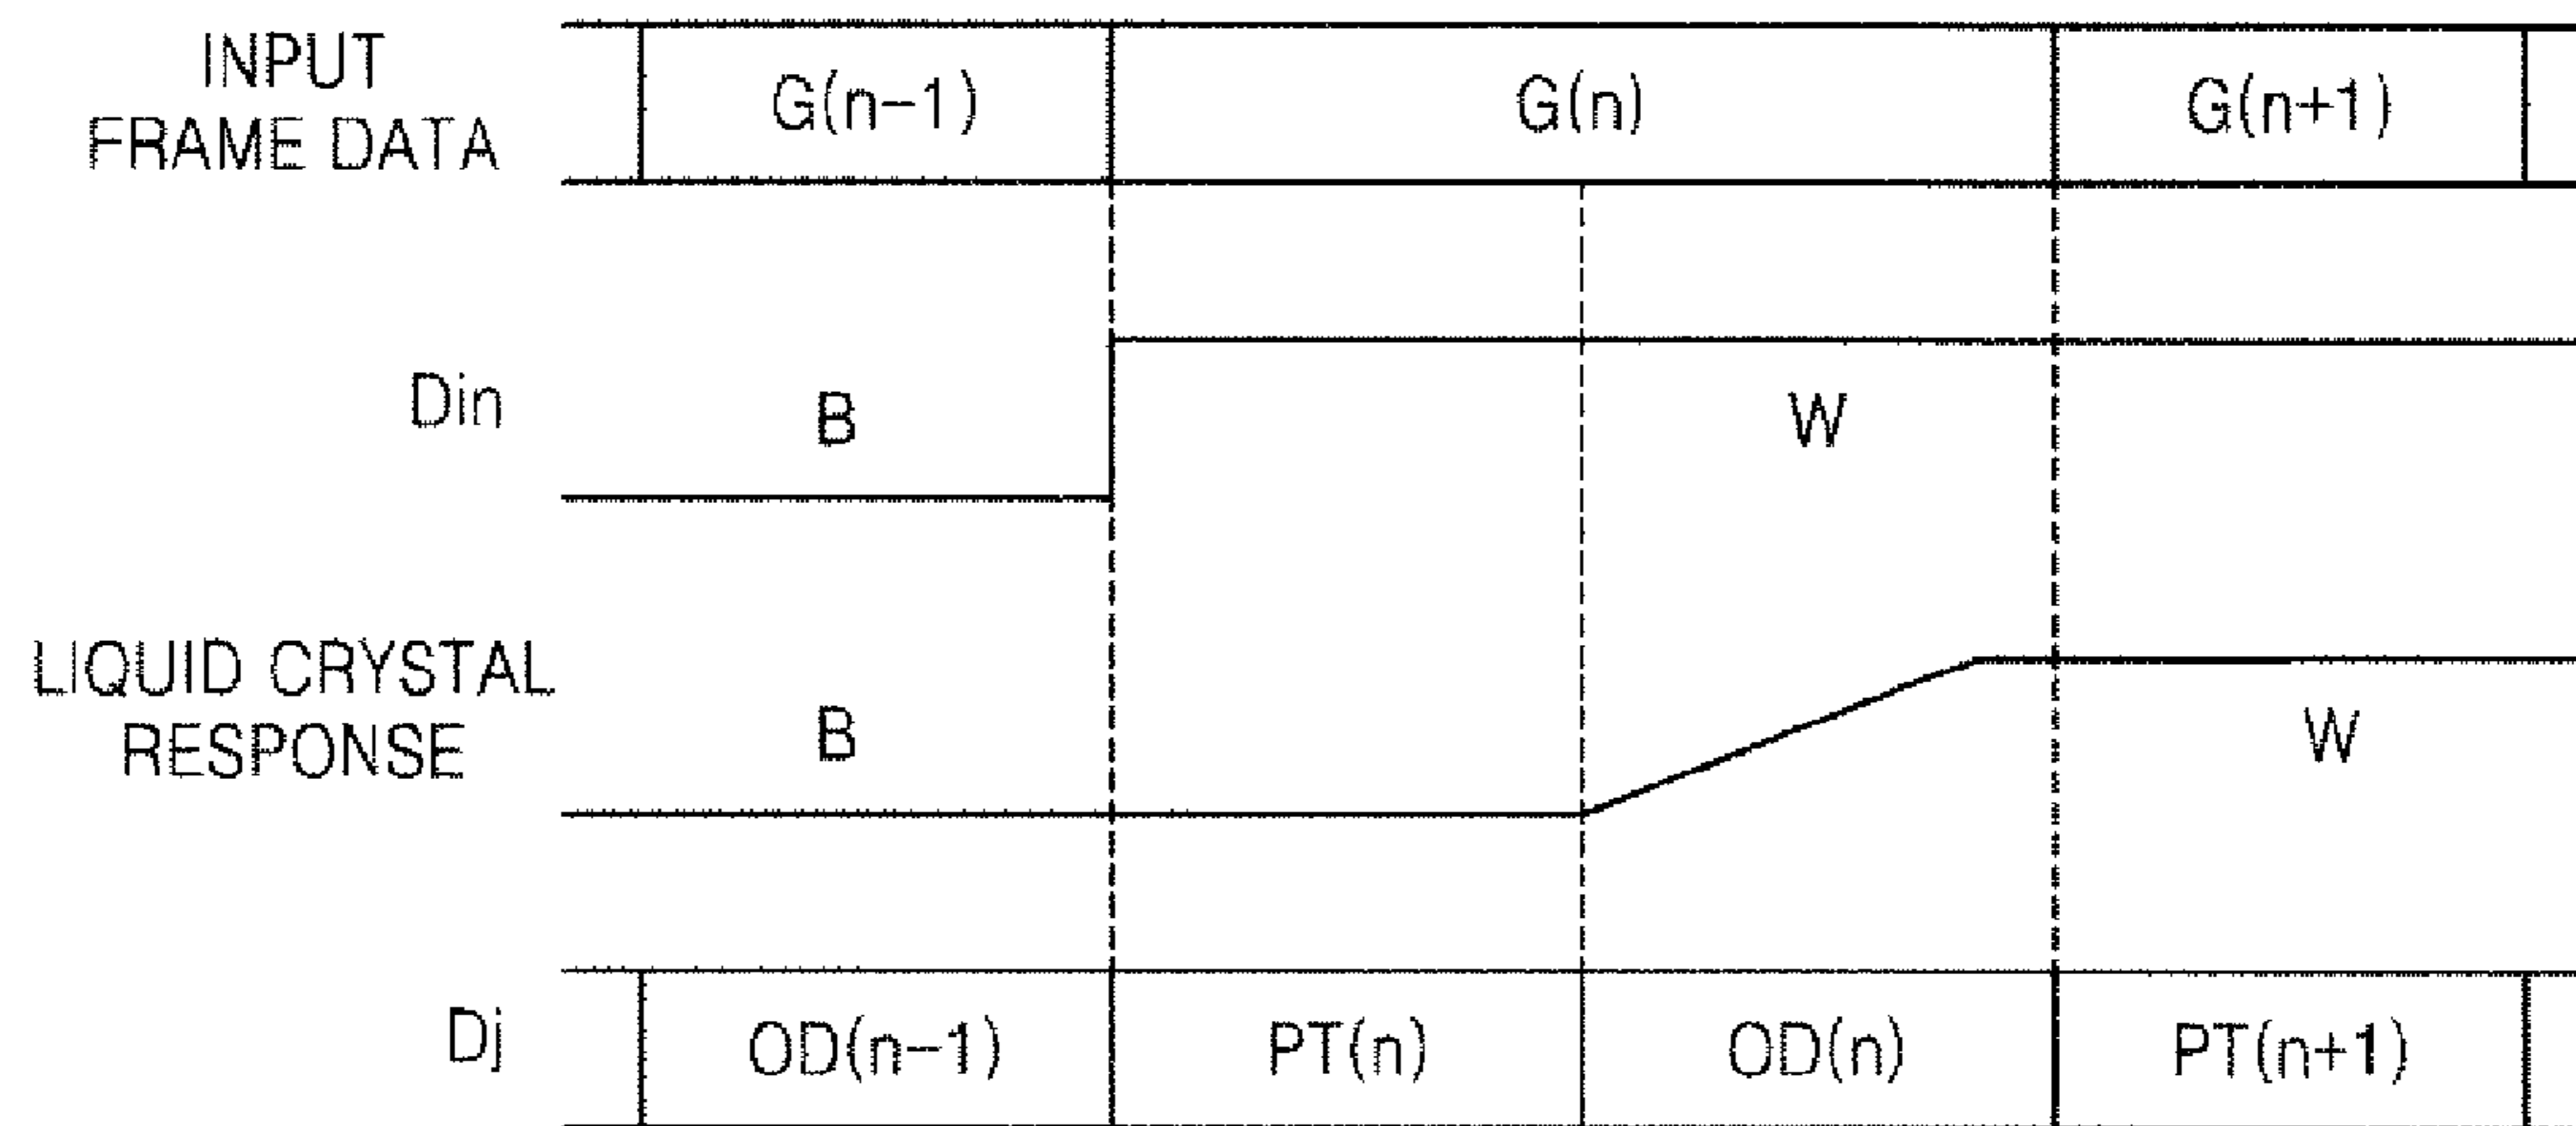 INPUT
FRAME DATA
G(n-1)
G(n)
G(n+1)
Din
B
W
LIQUID CRYSTAL
RESPONSE
B
W
Dj
OD(n-1)
PT(n)
OD(n)
PT(n+1)